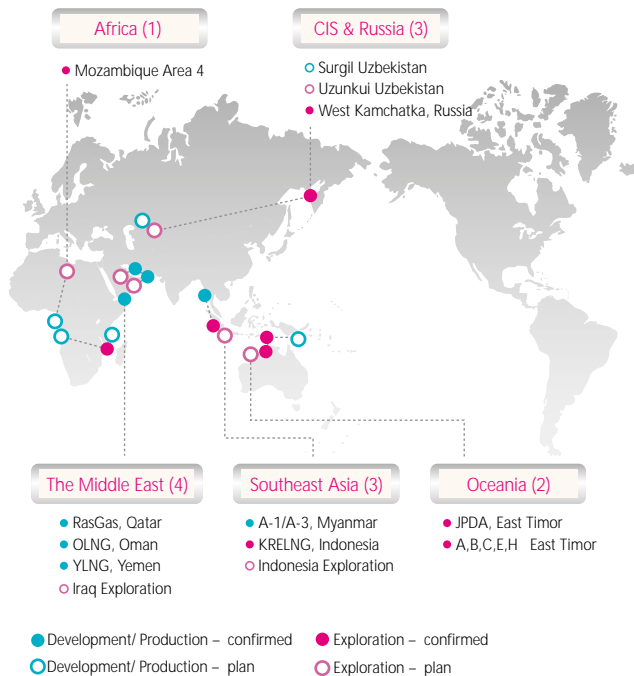 Africa (1)
Mozambique Area 4
CIS & Russia (3)
Surgil Uzbekistan
Uzunkui Uzbekistan
West Kamchatka, Russia
The Middle East (4)
RasGas, Qatar
OLNG, Oman
YLNG, Yemen
Iraq Exploration
Southeast Asia (3)
A-1/A-3, Myanmar
KRELNG, Indonesia
Indonesia Exploration
Oceania (2)
JPDA, East Timor
A,B,C,E,H East Timor
Development/ Production – confirmed
Exploration – confirmed
Development/ Production – plan
Exploration – plan